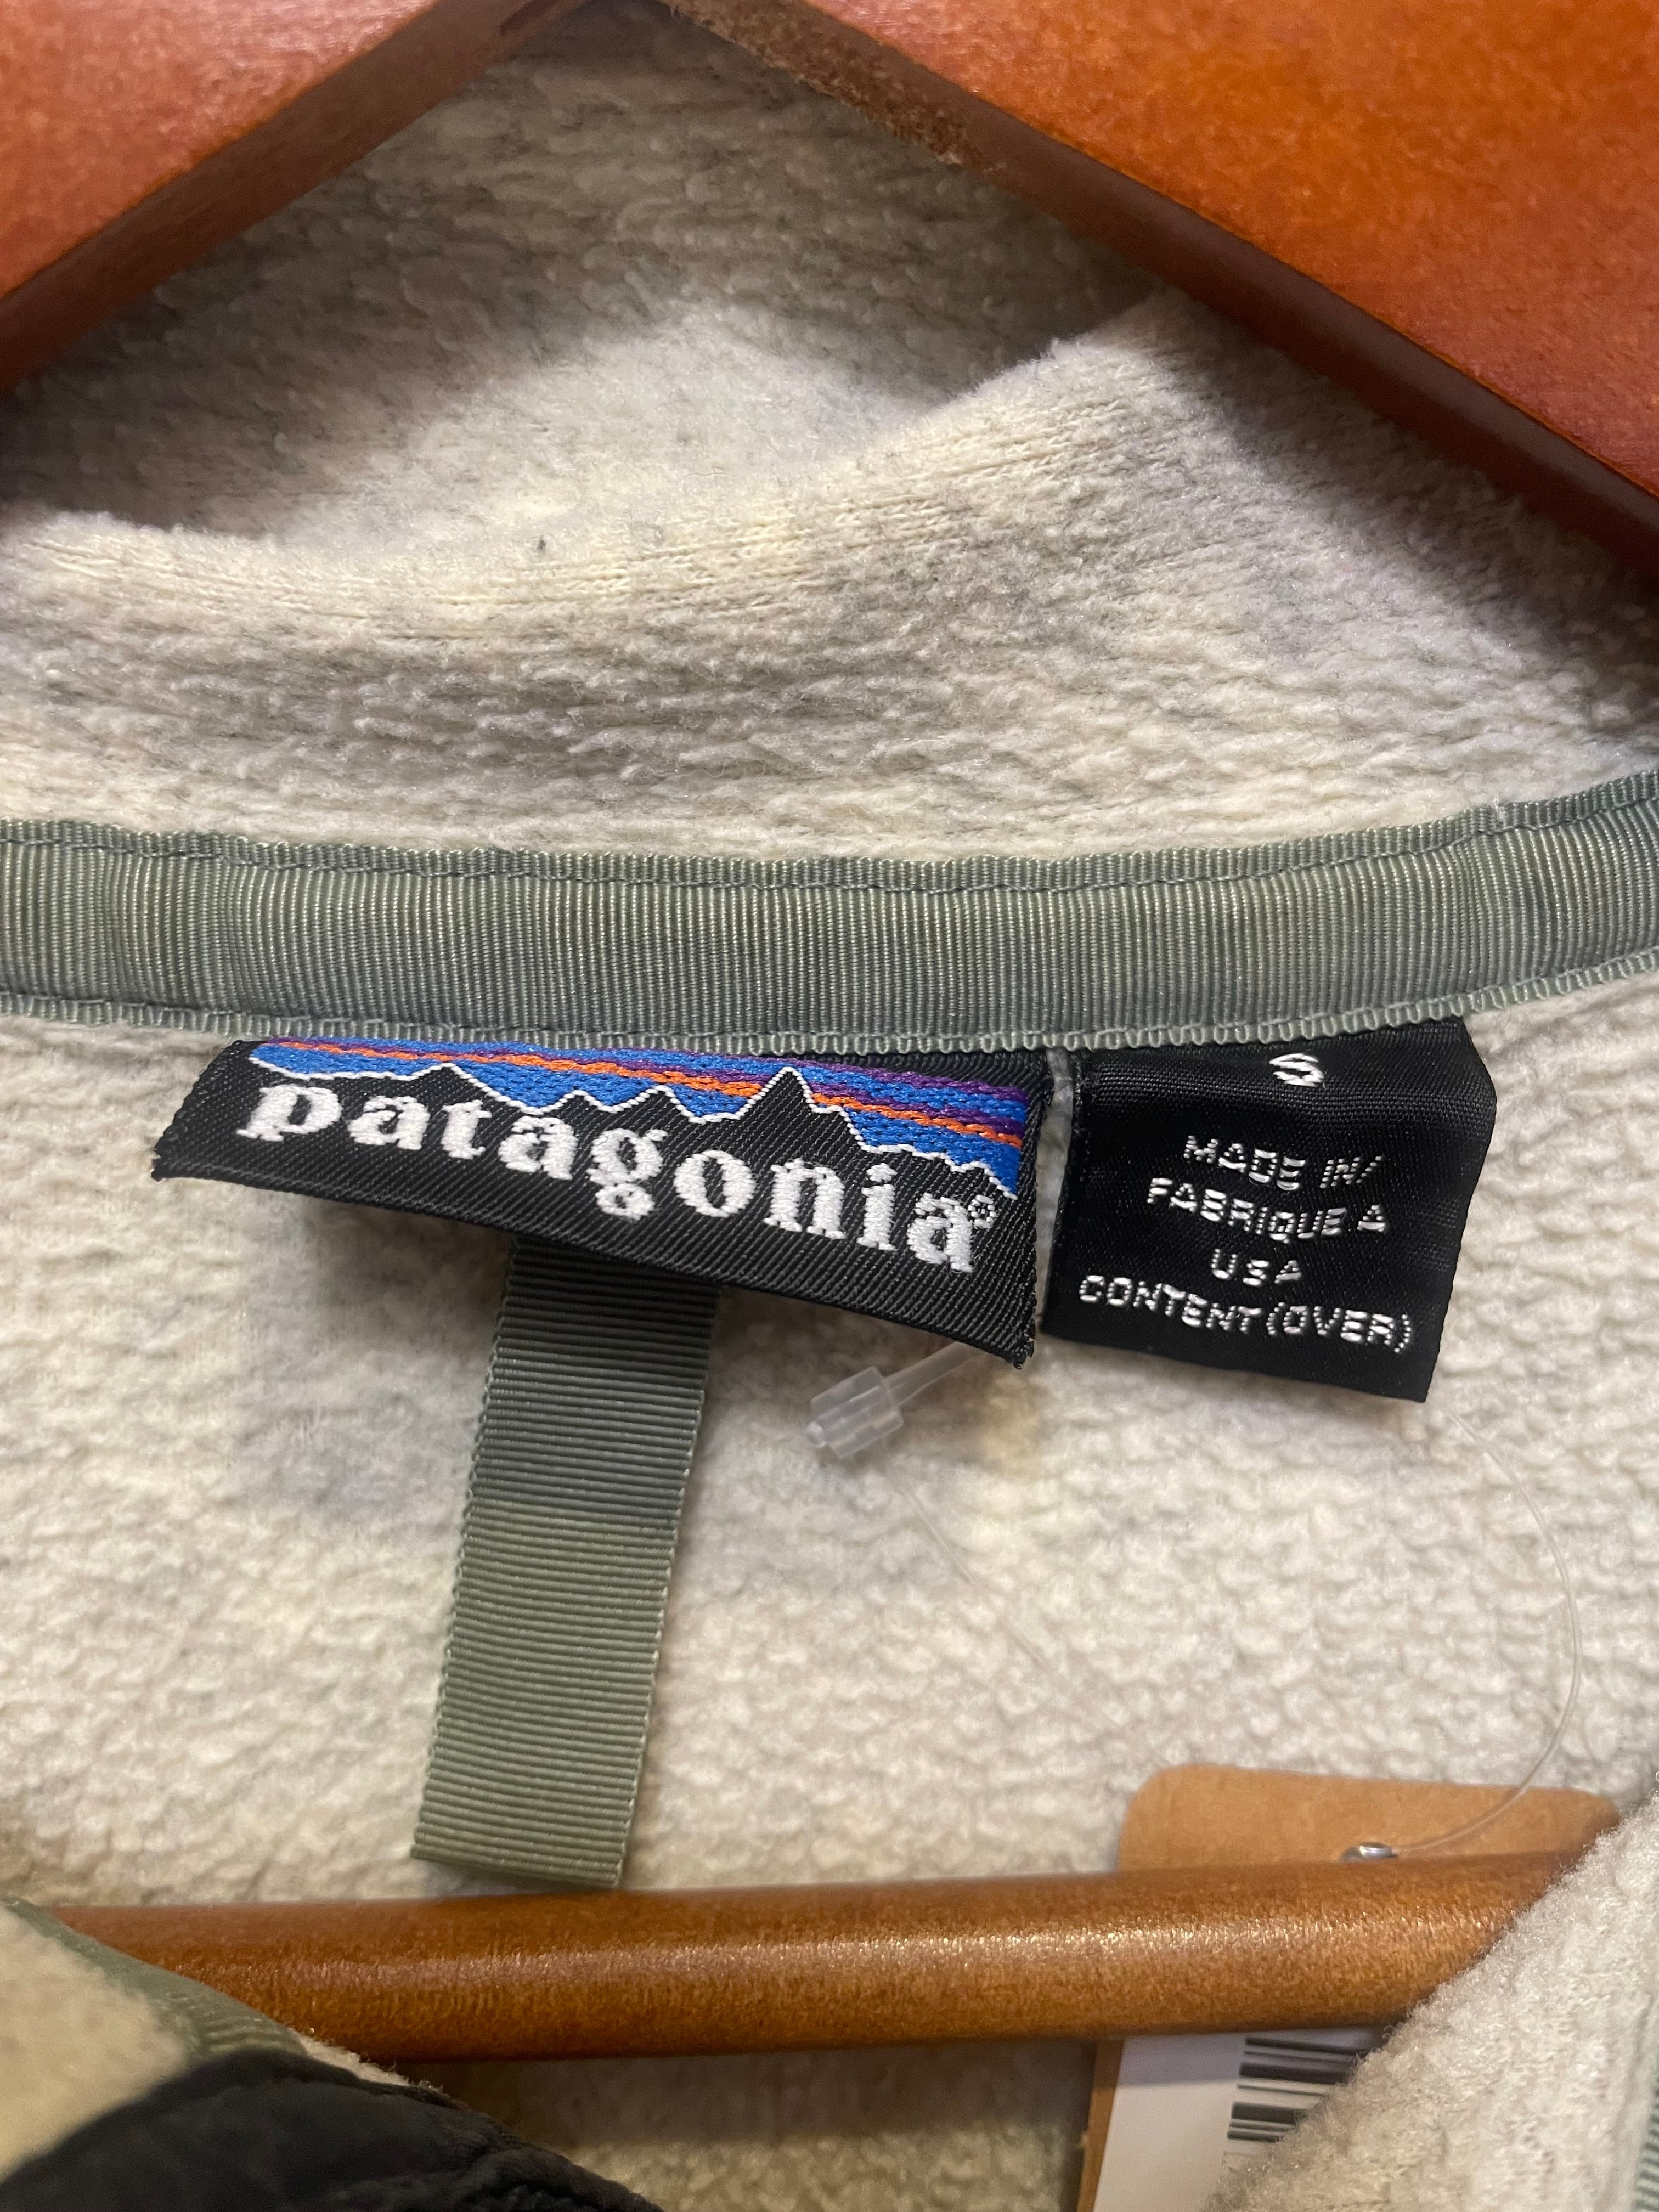 patagonia®
S
MADE IN/
FABRIQUE A
USA
CONTENT (OVER)